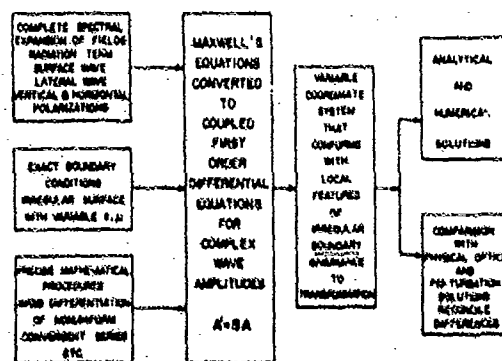 COMPLETE SPECTRAL
EXPANSION OF FIELDS
RADIATION TERM
SURFACE WAVE
LATERAL WAVE
VERTICAL & HORIZONTAL
POLARIZATIONS
EXACT BOUNDARY
CONDITIONS
IRREGULAR SURFACE
WITH VARIABLE
PRECISE MATHEMATICAL
PROCEDURES
AVOID DIFFERENTIATION
OF NONUNIFORM
CONVERGENT SERIES
ETC.
MAXWELL'S
EQUATIONS
CONVERTED
TO
COUPLED
FIRST
ORDER
DIFFERENTIAL
EQUATIONS
FOR
COMPLEX
WAVE
AMPLITUDES
VARIABLE
COORDINATE
SYSTEM
THAT
CONFORMS
WITH
LOCAL
FEATURES
OF
IRREGULAR
BOUNDARY
TO
TRANSFORMATION
ANALYTICAL
AND
NUMERICAL
SOLUTIONS
COMPARISION
WITH
PHYSICAL OPTICS
AND
PERTURBATION
SOLUTIONS
RECONCILE
DIFFERENCES